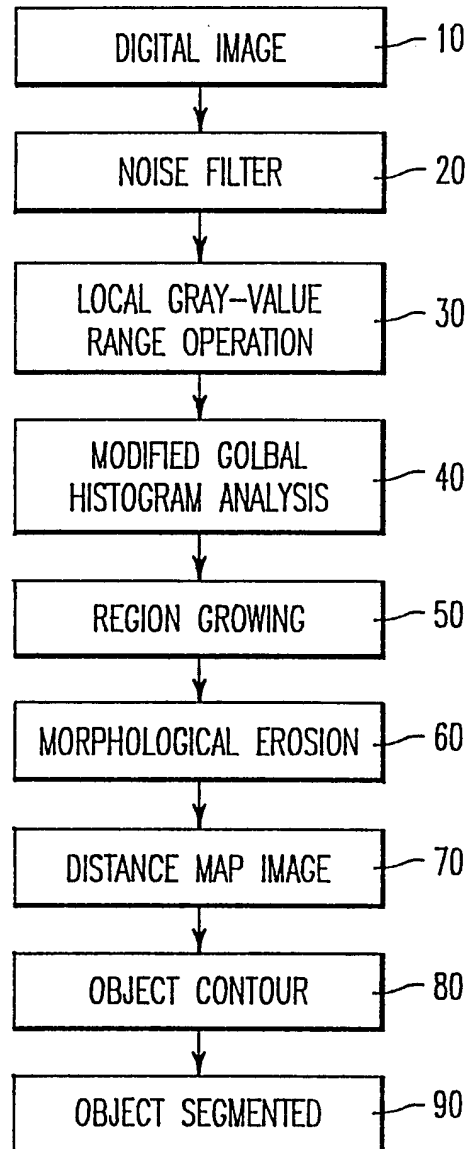 DIGITAL IMAGE 10
NOISE FILTER 20
LOCAL GRAY-VALUE
RANGE OPERATION 30
MODIFIED GOLBAL
HISTOGRAM ANALYSIS 40
REGION GROWING 50
MORPHOLOGICAL EROSION 60
DISTANCE MAP IMAGE 70
OBJECT CONTOUR 80
OBJECT SEGMENTED 90